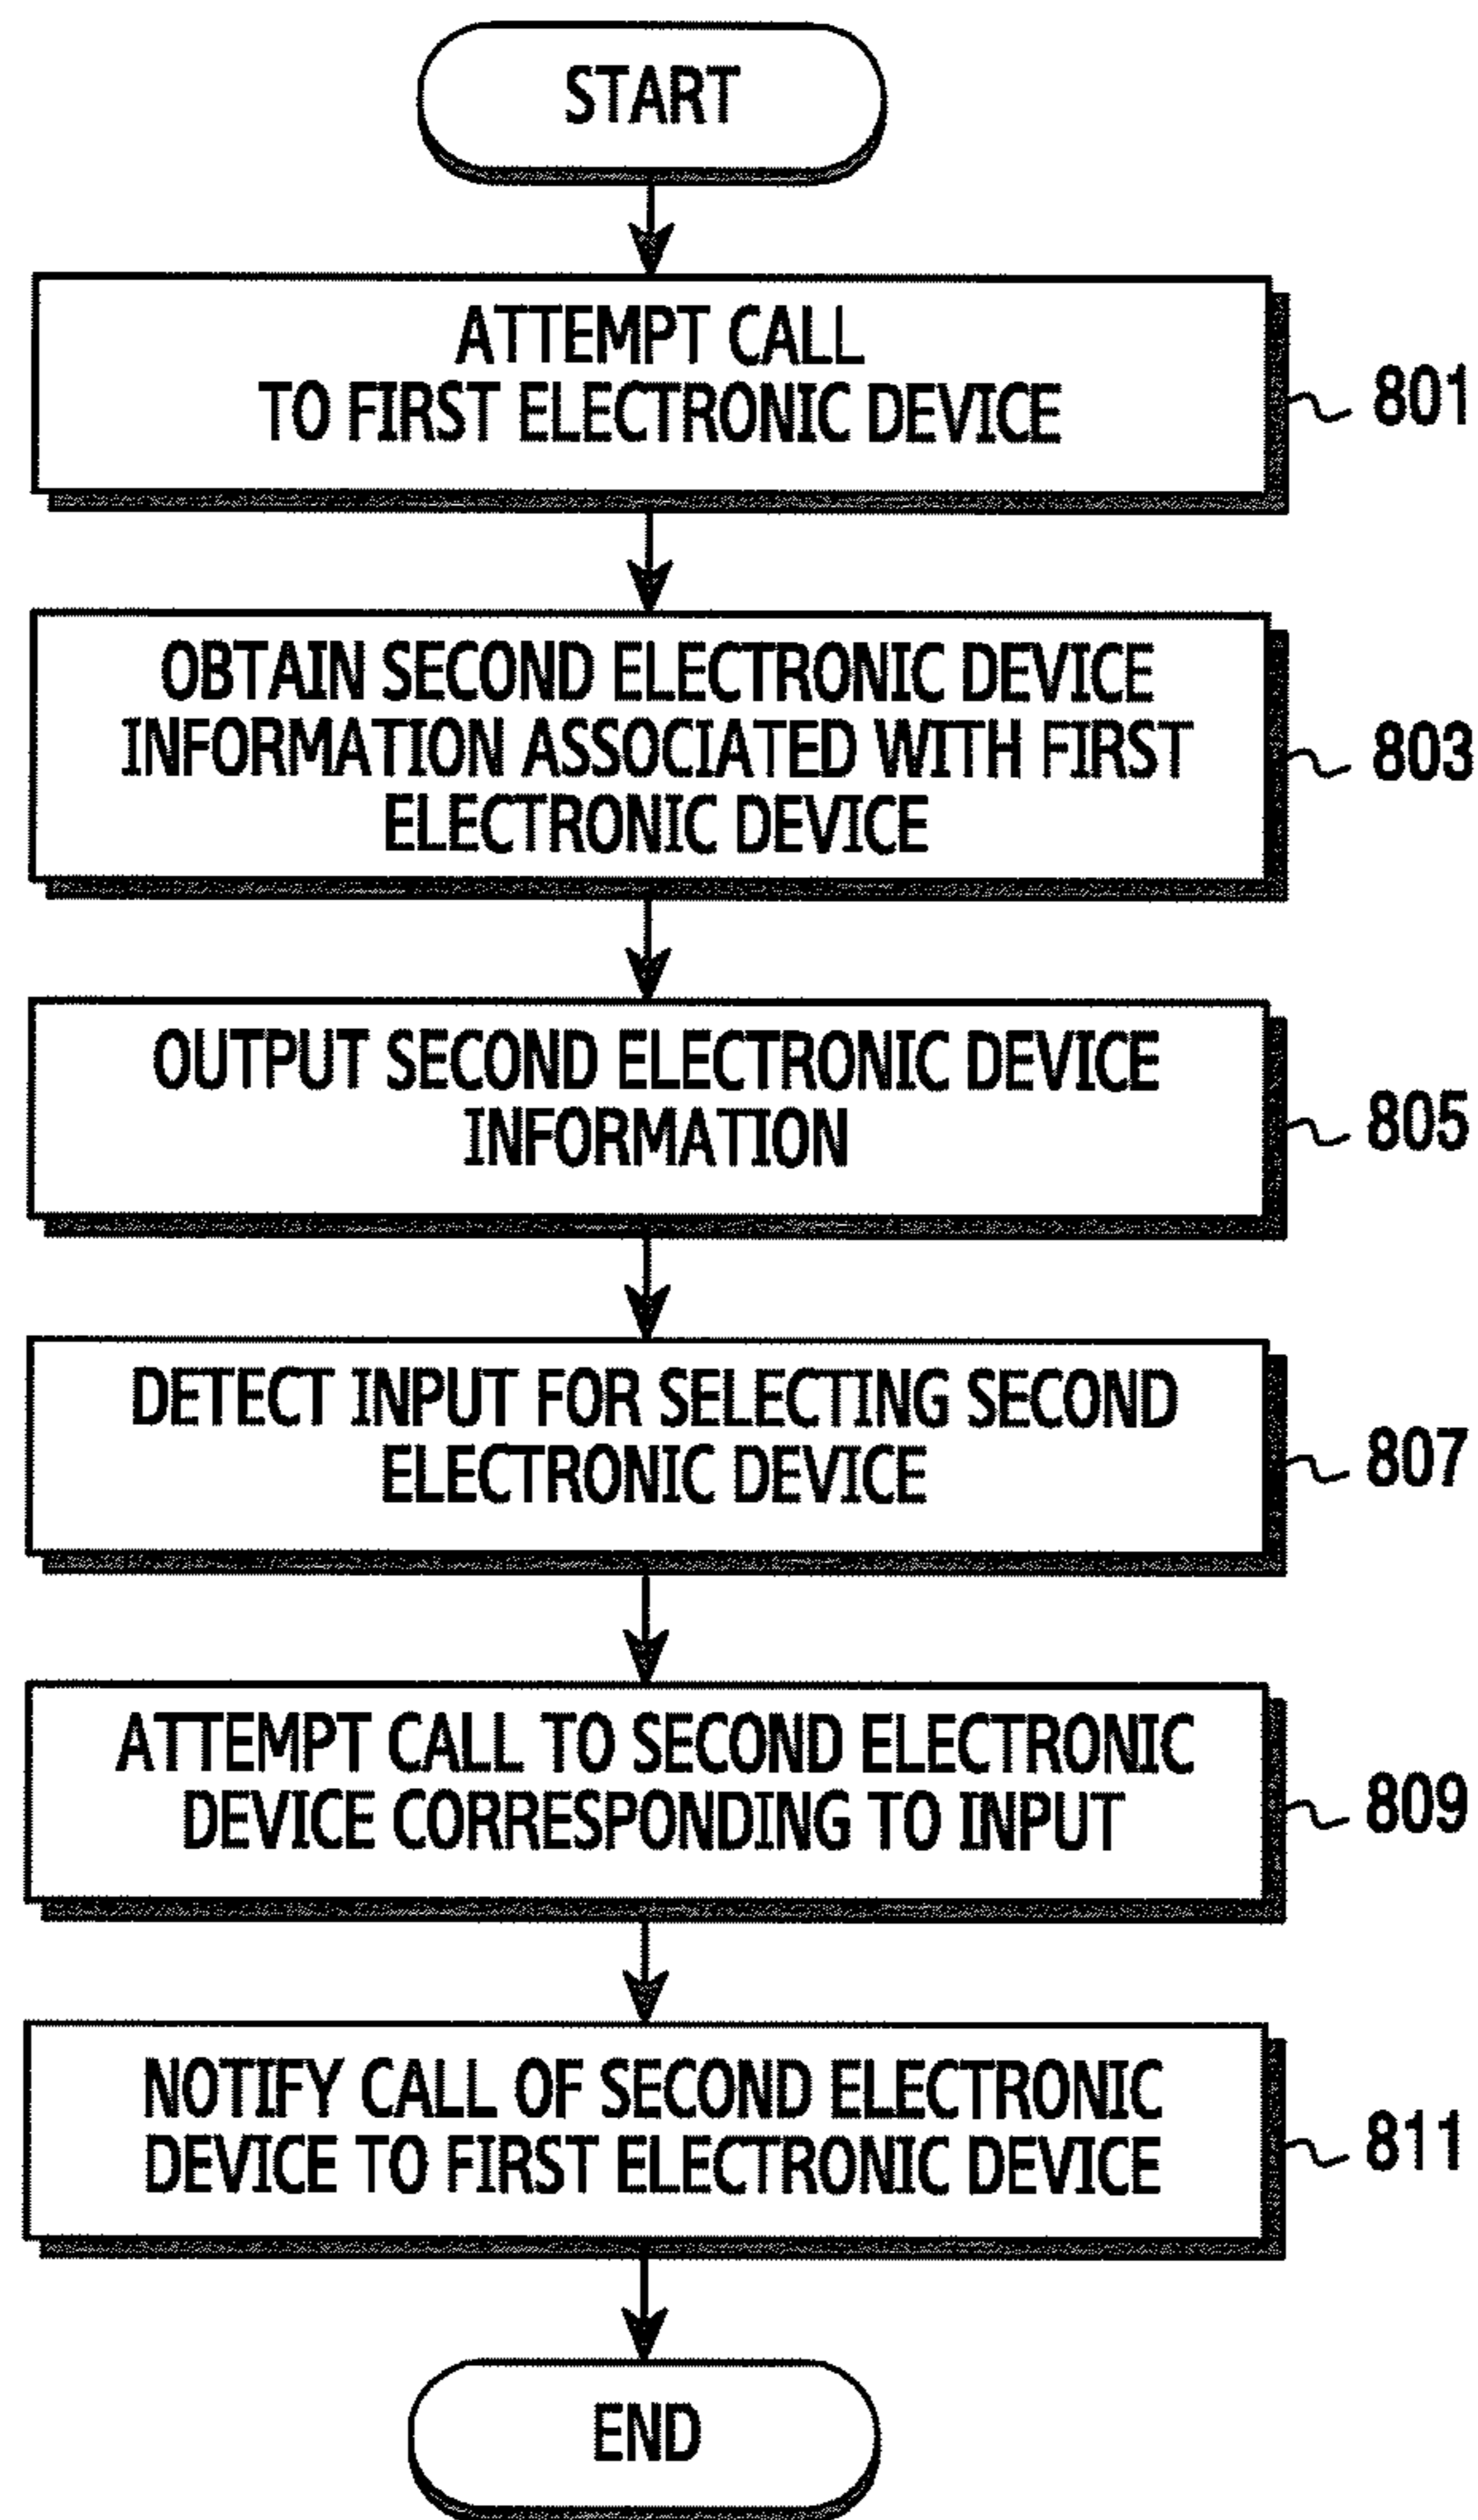 START
ATTEMPT CALL
TO FIRST ELECTRONIC DEVICE
801
OBTAIN SECOND ELECTRONIC DEVICE
INFORMATION ASSOCIATED WITH FIRST
ELECTRONIC DEVICE
803
OUTPUT SECOND ELECTRONIC DEVICE
INFORMATION
805
DETECT INPUT FOR SELECTING SECOND
ELECTRONIC DEVICE
807
ATTEMPT CALL TO SECOND ELECTRONIC
DEVICE CORRESPONDING TO INPUT
809
NOTIFY CALL OF SECOND ELECTRONIC
DEVICE TO FIRST ELECTRONIC DEVICE
811
END